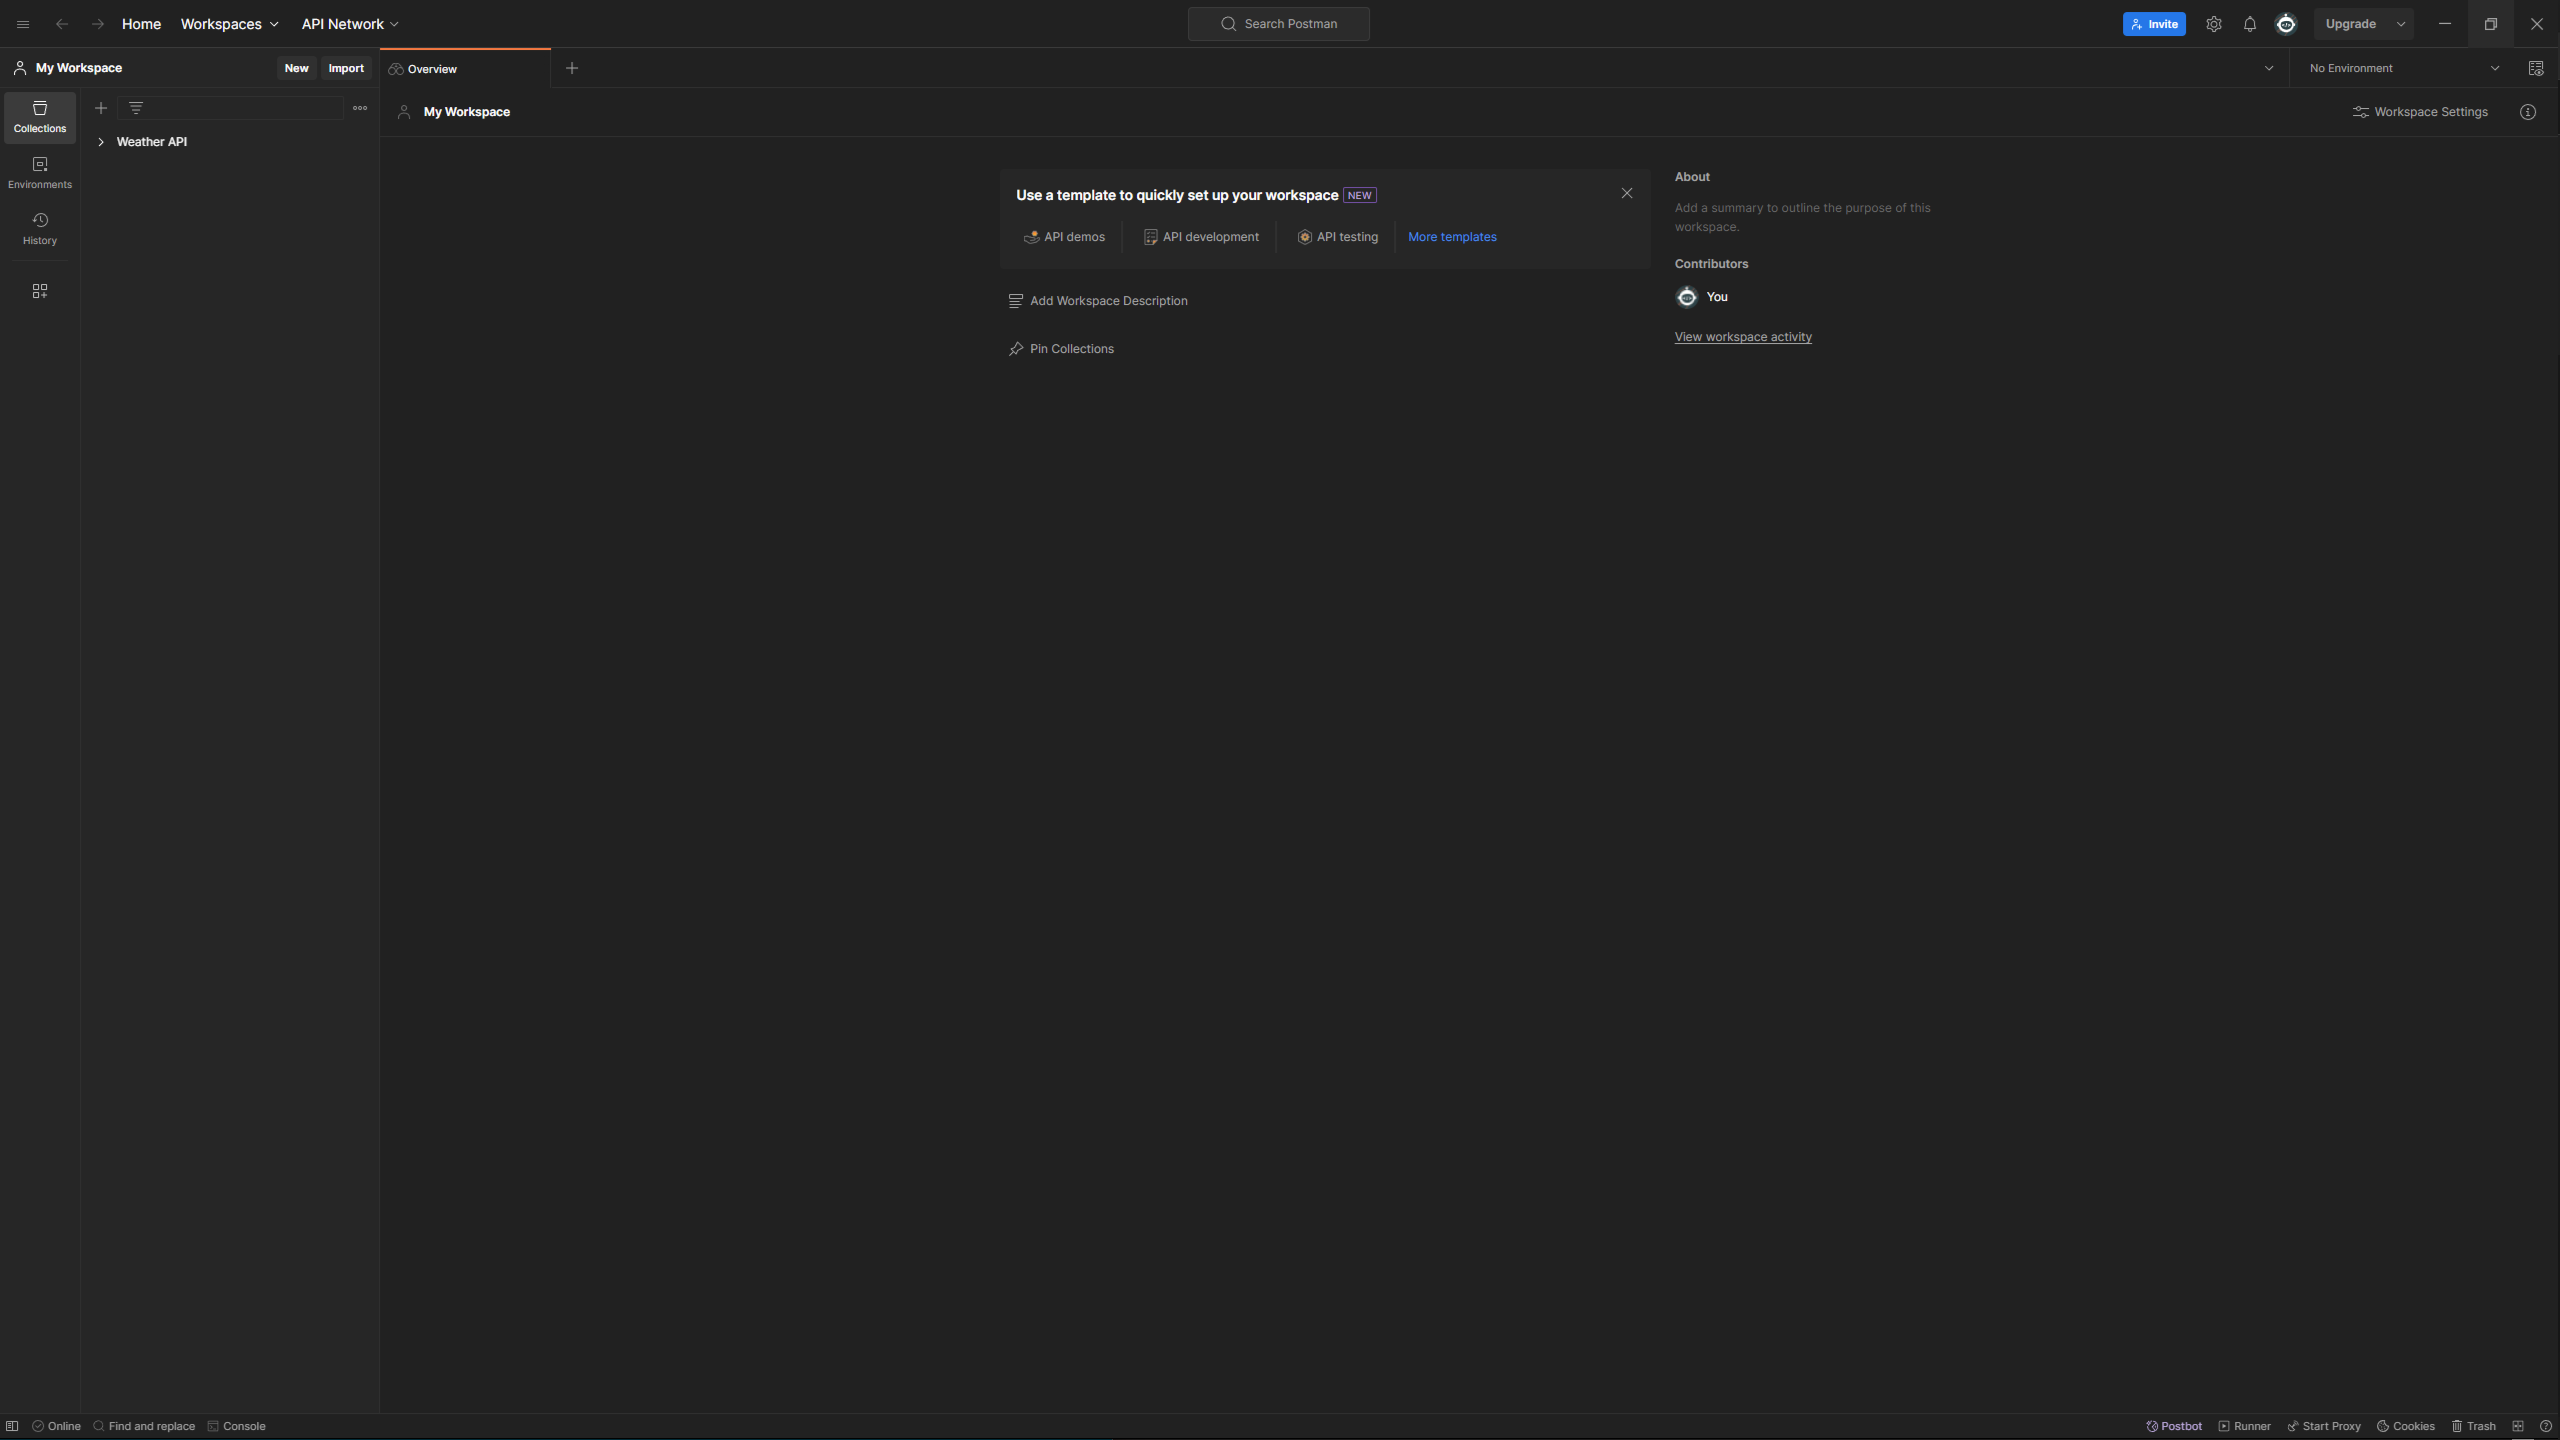 Home
Workspaces
API Network
Search Postman
Invite
Upgrade
My Workspace
New
Import
Overview
No Environment
Collections
Environments
History
Weather API
My Workspace
Workspace Settings
Use a template to quickly set up your workspace NEW
API demos
API development
API testing
More templates
Add Workspace Description
Pin Collections
About
Add a summary to outline the purpose of this
workspace.
Contributors
You
View workspace activity
Online
Find and replace
Console
Postbot
Runner
Start Proxy
Cookies
Trash